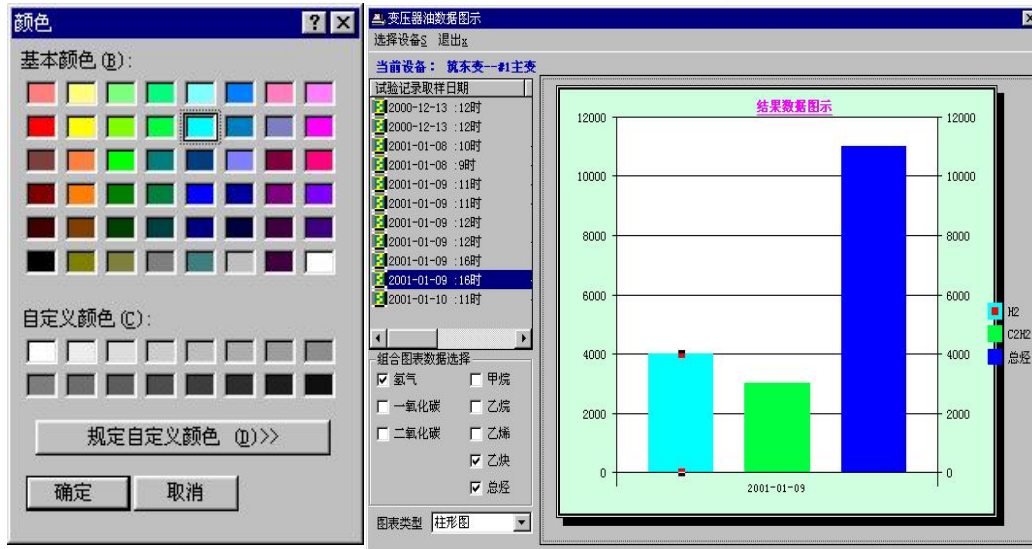 颜色
基本颜色(B):
自定义颜色(C):
规定自定义颜色 (D)>>
确定
取消
变压器油数据图示
选择设备S 退出x
当前设备: 筑东变--#1主变
试验记录取样日期
2000-12-13 :12时
2000-12-13 :12时
2001-01-08 :10时
2001-01-08 :9时
2001-01-09 :11时
2001-01-09 :11时
2001-01-09 :12时
2001-01-09 :12时
2001-01-09 :16时
2001-01-09 :16时
2001-01-10 :11时
组合图表数据选择
氢气
甲烷
一氧化碳
乙烷
二氧化碳
乙烯
乙炔
总烃
图表类型 柱形图
结果数据图示
12000 12000
10000 10000
8000 8000
6000 6000
4000 4000
2000 2000
0 0
2001-01-09
H2
C2H2
总烃